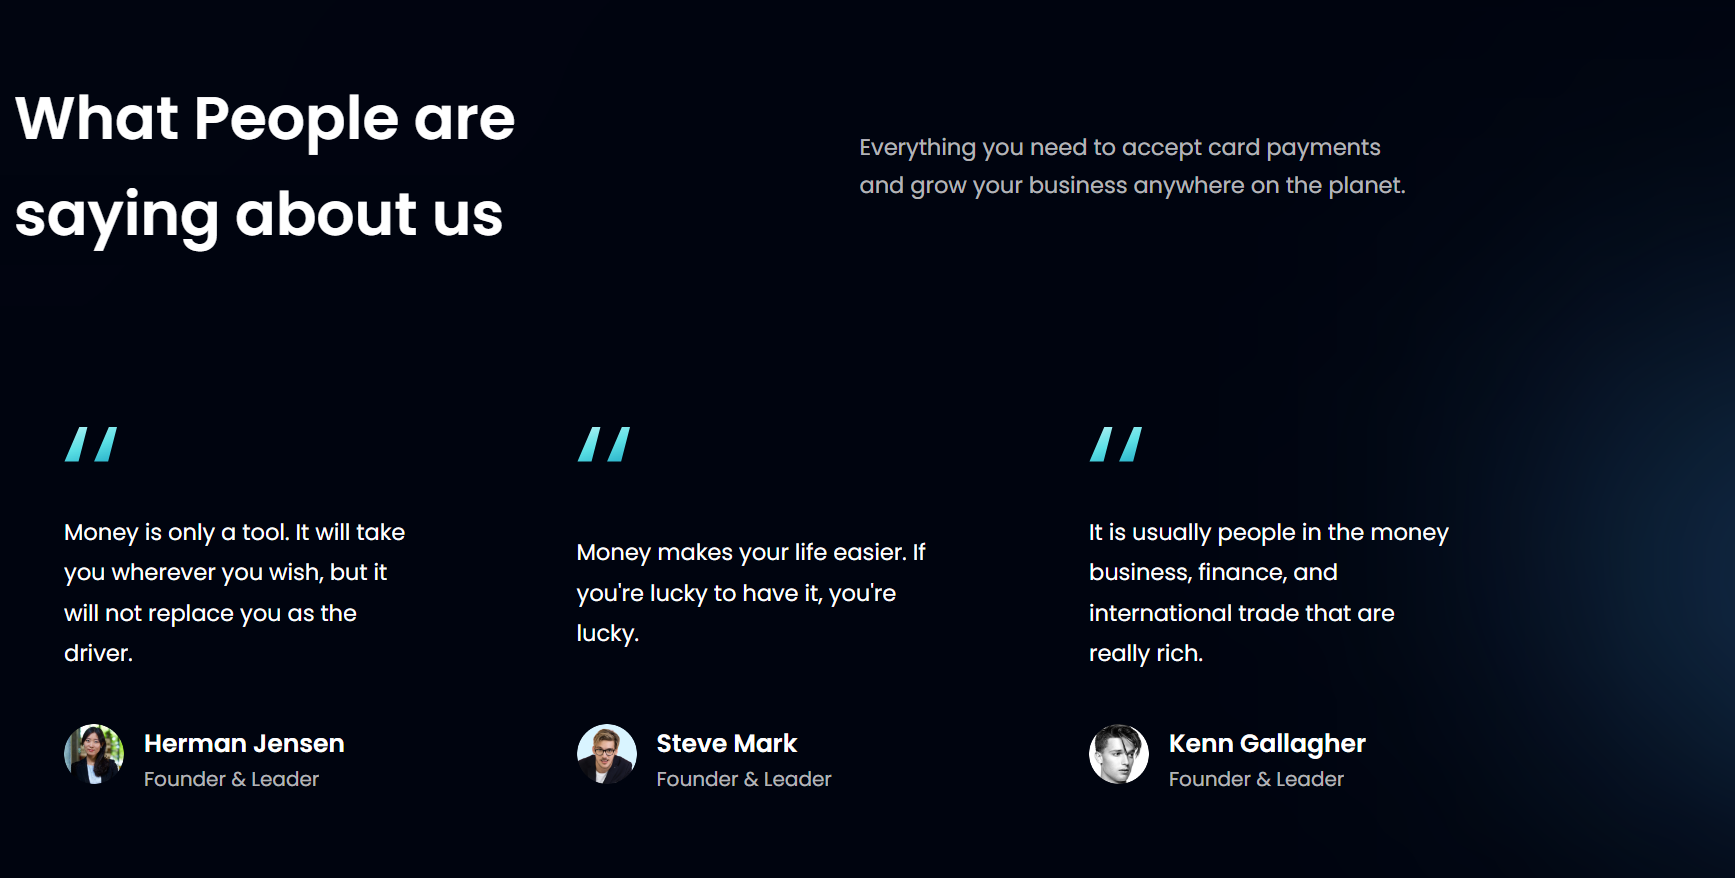 What People are
saying about us
Everything you need to accept card payments
and grow your business anywhere on the planet.
Money is only a tool. It will take
you wherever you wish, but it
will not replace you as the
driver.
Herman Jensen
Founder & Leader
Money makes your life easier. If
you're lucky to have it, you're
lucky.
Steve Mark
Founder & Leader
It is usually people in the money
business, finance, and
international trade that are
really rich.
Kenn Gallagher
Founder & Leader